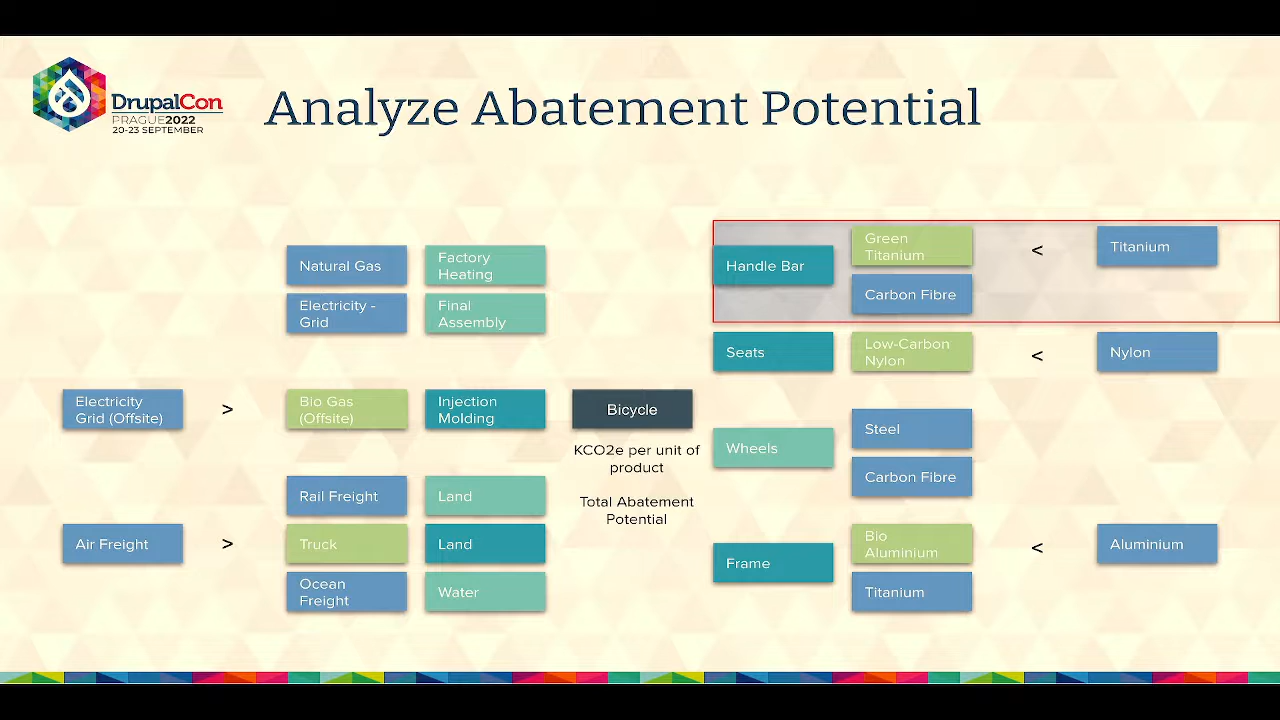 DrupalCon
PRAGUE2022
20-23 SEPTEMBER
Analyze Abatement Potential
Natural Gas
Factory
Heating
Electricity -
Grid
Final
Assembly
Electricity
Grid (Offsite)
>
Bio Gas
(Offsite)
Injection
Molding
Rail Freight
Land
Air Freight
>
Truck
Land
Ocean
Freight
Water
Bicycle
KCO2e per unit of
product
Total Abatement
Potential
Handle Bar
Green
Titanium
<
Titanium
Carbon Fibre
Seats
Low-Carbon
Nylon
<
Nylon
Wheels
Steel
Carbon Fibre
Frame
Bio
Aluminium
<
Aluminium
Titanium